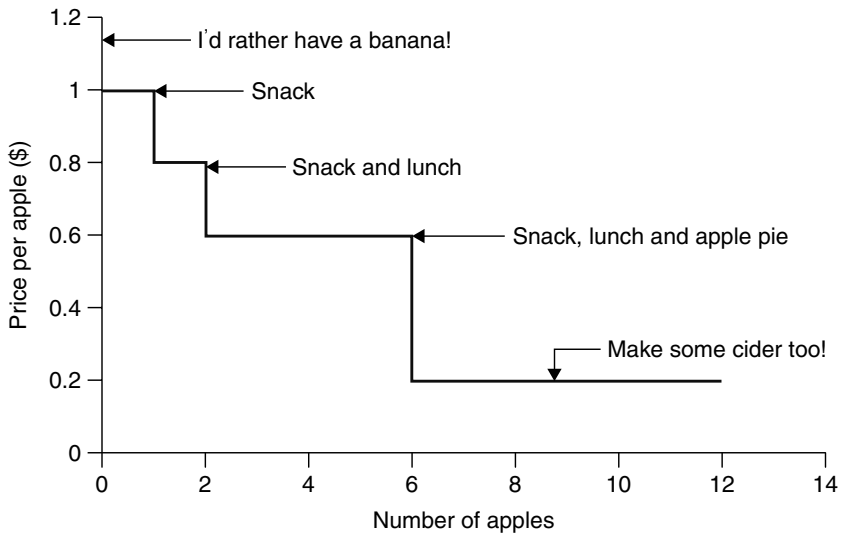 1.2
I'd rather have a banana!
1
Snack
0.8
Snack and lunch
0.6
Snack, lunch and apple pie
0.4
Make some cider too!
0.2
0
Price per apple ($)
0 2 4 6 8 10 12 14
Number of apples